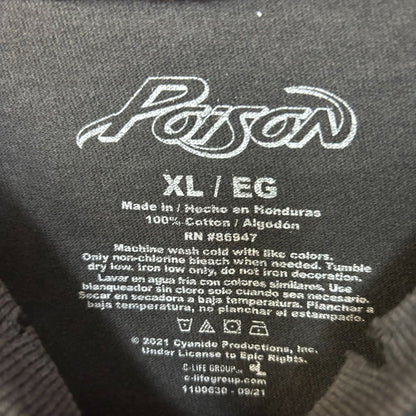 Poison
XL / EG
Made in / Hecho en Honduras
100% Cotton / Algodón
RN #86947
Machine wash cold with like colors.
Only non-chlorine bleach when needed. Tumble
dry low. Iron low only, do not iron decoration.
Lavar en agua fria con colores similares. Use
blanqueador sin cloro solo cuando sea necesario.
Secar en secadora a baja temperatura. Planchar a
baja temperatura, no planchar el estampado.
© 2021 Cyanide Productions, Inc.
Under License to Epic Rights.
C-LIFE GROUP
c-lifegroup.com
1100630 - 09/21